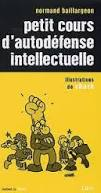 normand baillargeon
petit cours
d'autodéfense
intellectuelle
illustrations
de charb